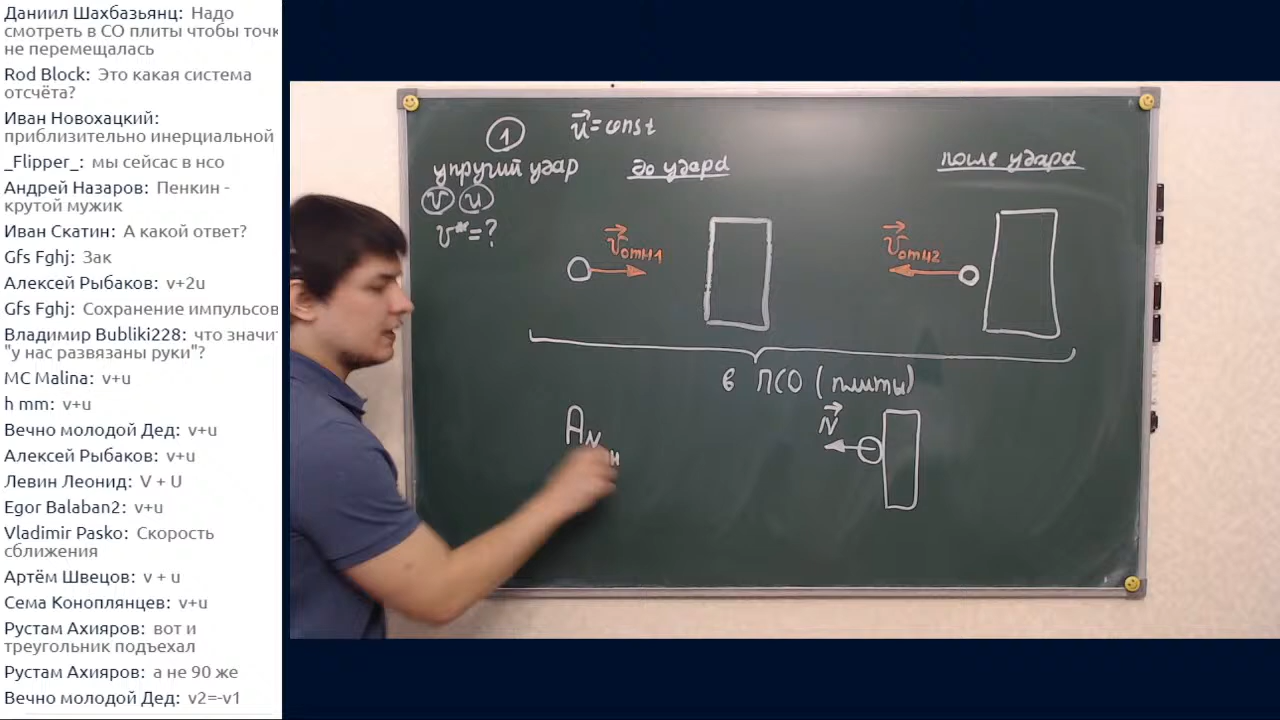 Даниил Шахбазьянц: Надо
смотреть в СО плиты чтобы точк
не перемещалась
Rod Block: Это какая система
отсчёта?
Иван Новохацкий:
приблизительно инерциальной
_Flipper_: мы сейсас в нсо
Андрей Назаров: Пенкин -
крутой мужик
Иван Скатин: А какой ответ?
Gfs Fghj: Зак
Алексей Рыбаков: v+2u
Gfs Fghj: Сохранение импульсов
Владимир Bubliki228: что значит
"у нас развязаны руки"?
MC Malina: v+u
h mm: v+u
Вечно молодой Дед: v+u
Алексей Рыбаков: v+u
Левин Леонид: V + U
Egor Balaban2: v+u
Vladimir Pasko: Скорость
сближения
Артём Швецов: v + u
Сема Коноплянцев: v+u
Рустам Ахияров: вот и
треугольник подъехал
Рустам Ахияров: а не 90 же
Вечно молодой Дед: v2=-v1
1 u=const
упругий удар до удара после удара
v u
v*=?
vотн1 vотн2
в ПСО (плиты)
N
AN